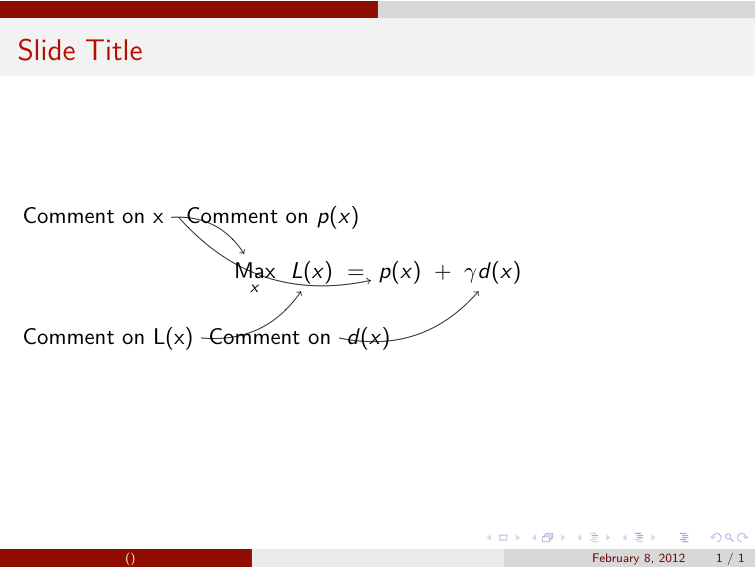 Slide Title
Comment on x Comment on p(x)
Max L(x) = p(x) + γd(x)
x
Comment on L(x) Comment on d(x)
()
February 8, 2012 1 / 1